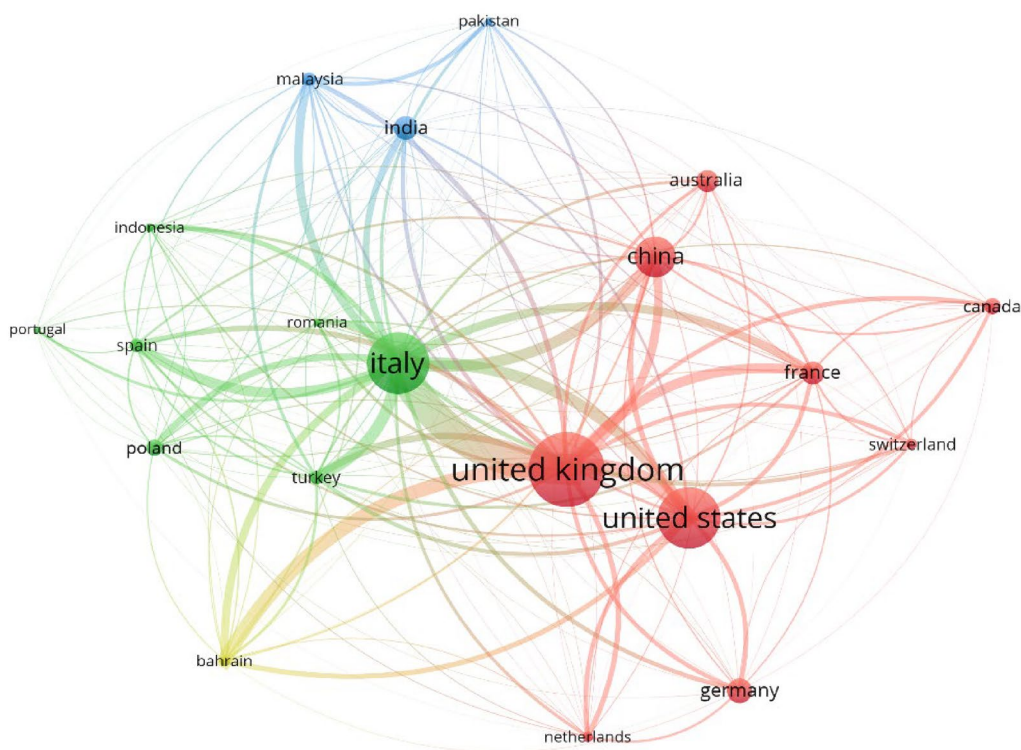 pakistan
malaysia
india
australia
indonesia
china
canada
portugal
romania
spain
italy
france
poland
switzerland
united kingdom
turkey
united states
bahrain
germany
netherlands